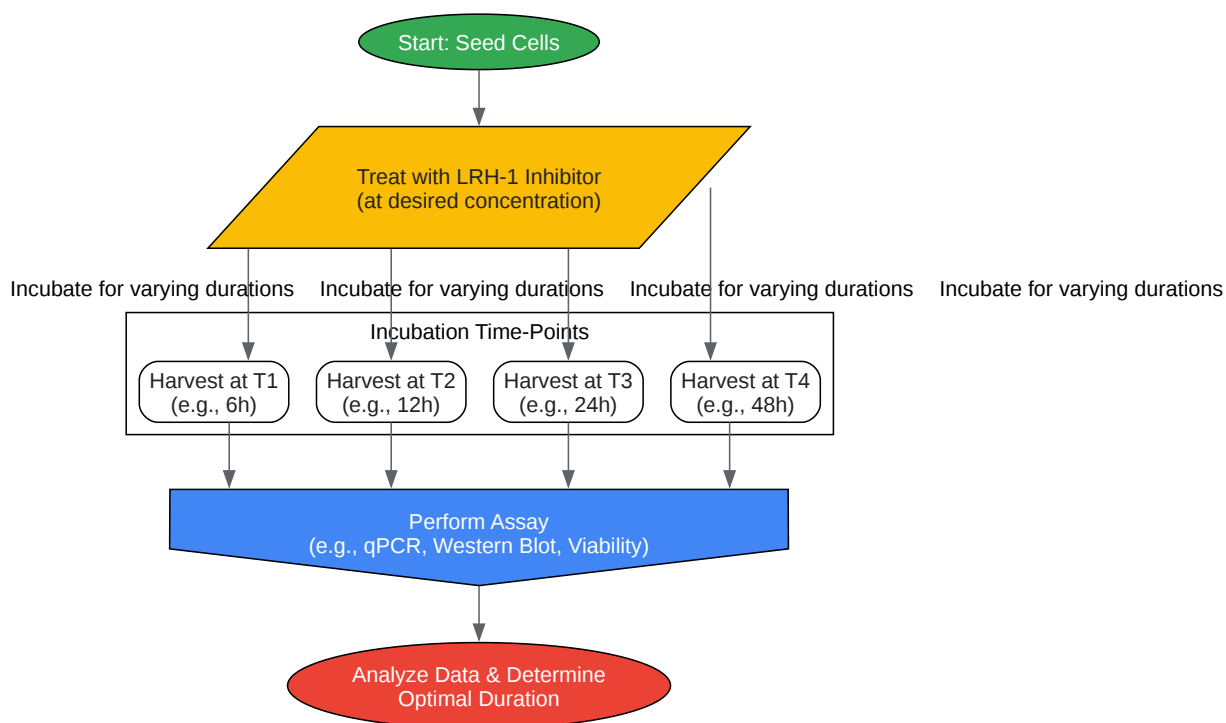 Start: Seed Cells
Treat with LRH-1 Inhibitor
(at desired concentration)
Incubate for varying durations
Incubate for varying durations
Incubate for varying durations
Incubate for varying durations
Incubation Time-Points
Harvest at T1
(e.g., 6h)
Harvest at T2
(e.g., 12h)
Harvest at T3
(e.g., 24h)
Harvest at T4
(e.g., 48h)
Perform Assay
(e.g., qPCR, Western Blot, Viability)
Analyze Data & Determine
Optimal Duration